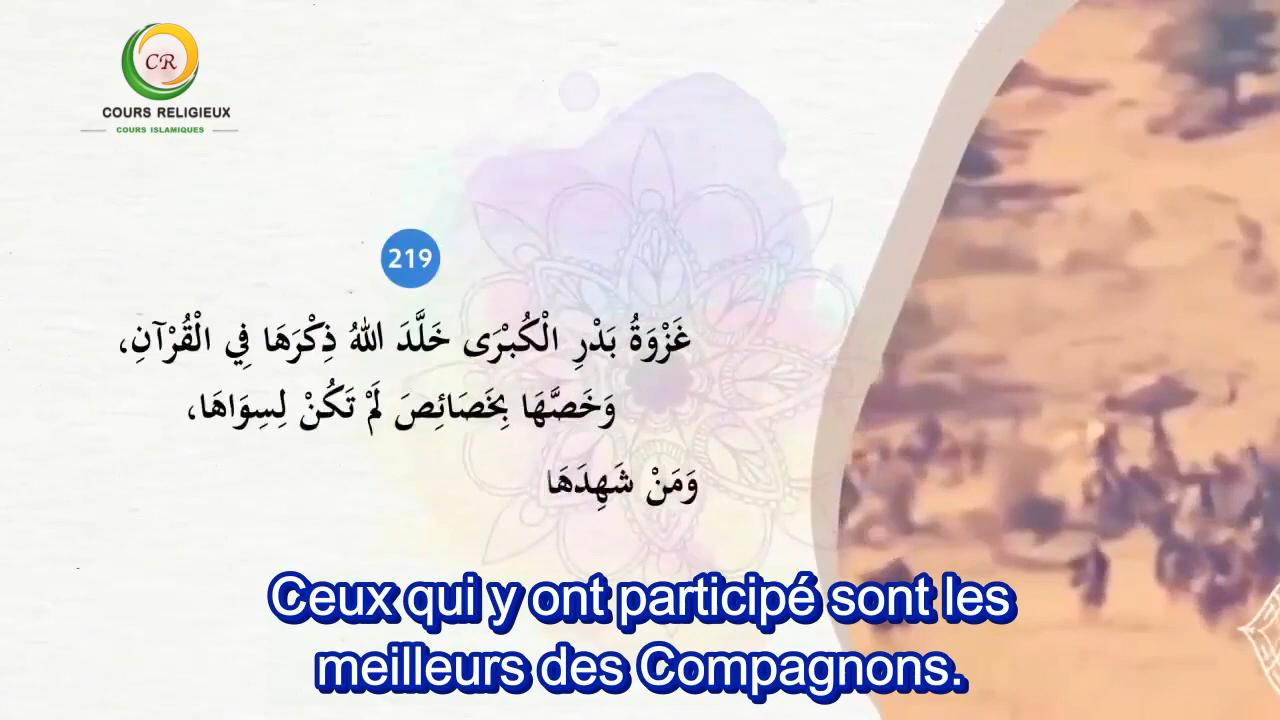 CR
COURS RELIGIEUX
COURS ISLAMIQUES
219
غَزْوَةُ بَدْرِ الْكُبْرَى خَلَّدَ اللهُ ذِكْرَهَا فِي الْقُرْآنِ،
وَخَصَّهَا بِخَصَائِصَ لَمْ تَكُنْ لِسِوَاهَا،
وَمَنْ شَهِدَهَا
Ceux qui y ont participé sont les
meilleurs des Compagnons.